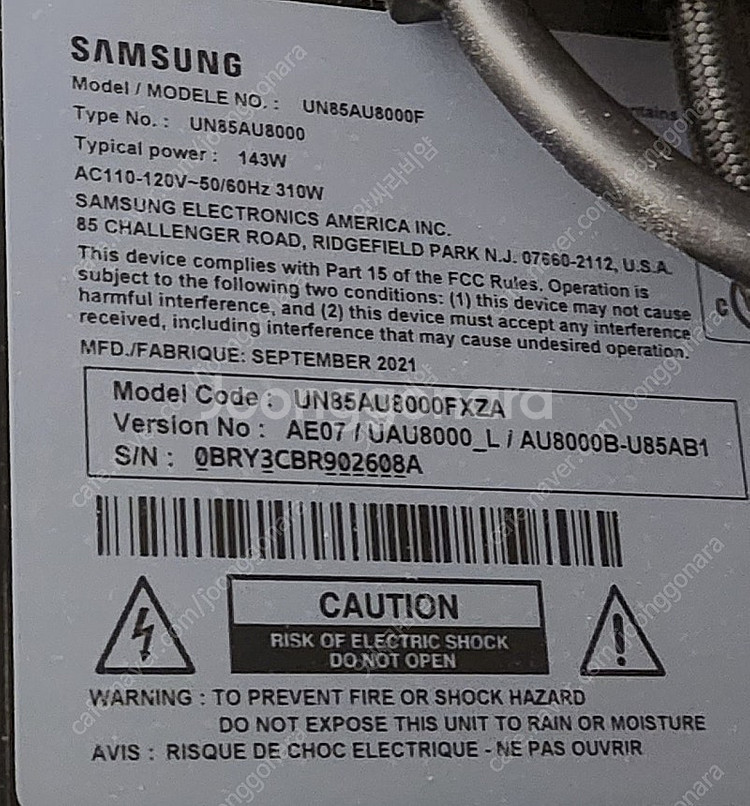 SAMSUNG
Model / MODELE NO. : UN85AU8000F
Type No. : UN85AU8000
Typical power : 143W
AC110-120V~50/60Hz 310W
SAMSUNG ELECTRONICS AMERICA INC.
85 CHALLENGER ROAD, RIDGEFIELD PARK N.J. 07660-2112, U.S.A.
This device complies with Part 15 of the FCC Rules. Operation is
subject to the following two conditions: (1) this device may not cause
harmful interference, and (2) this device must accept any interference
received, including interference that may cause undesired operation.
MFD./FABRIQUE: SEPTEMBER 2021
Model Code : UN85AU8000FXZA
Version No : AE07 / UAU8000_L / AU8000B-U85AB1
S/N : 0BRY3CBR902608A
Joonggonara
CAUTION
RISK OF ELECTRIC SHOCK
DO NOT OPEN
WARNING : TO PREVENT FIRE OR SHOCK HAZARD
DO NOT EXPOSE THIS UNIT TO RAIN OR MOISTURE
AVIS : RISQUE DE CHOC ELECTRIQUE - NE PAS OUVRIR
cafe.naver.com/joonggonara